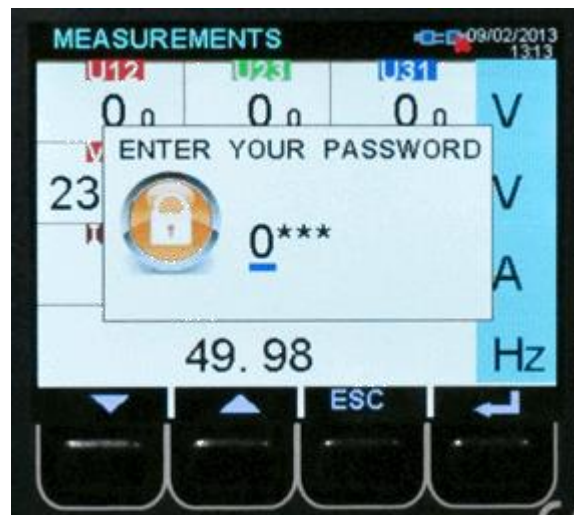 MEASUREMENTS 09/02/2013
13:13
U12 U23 U31
0.0 0.0 0.0 V
ENTER YOUR PASSWORD
23 V
0***
A
49.98 Hz
ESC